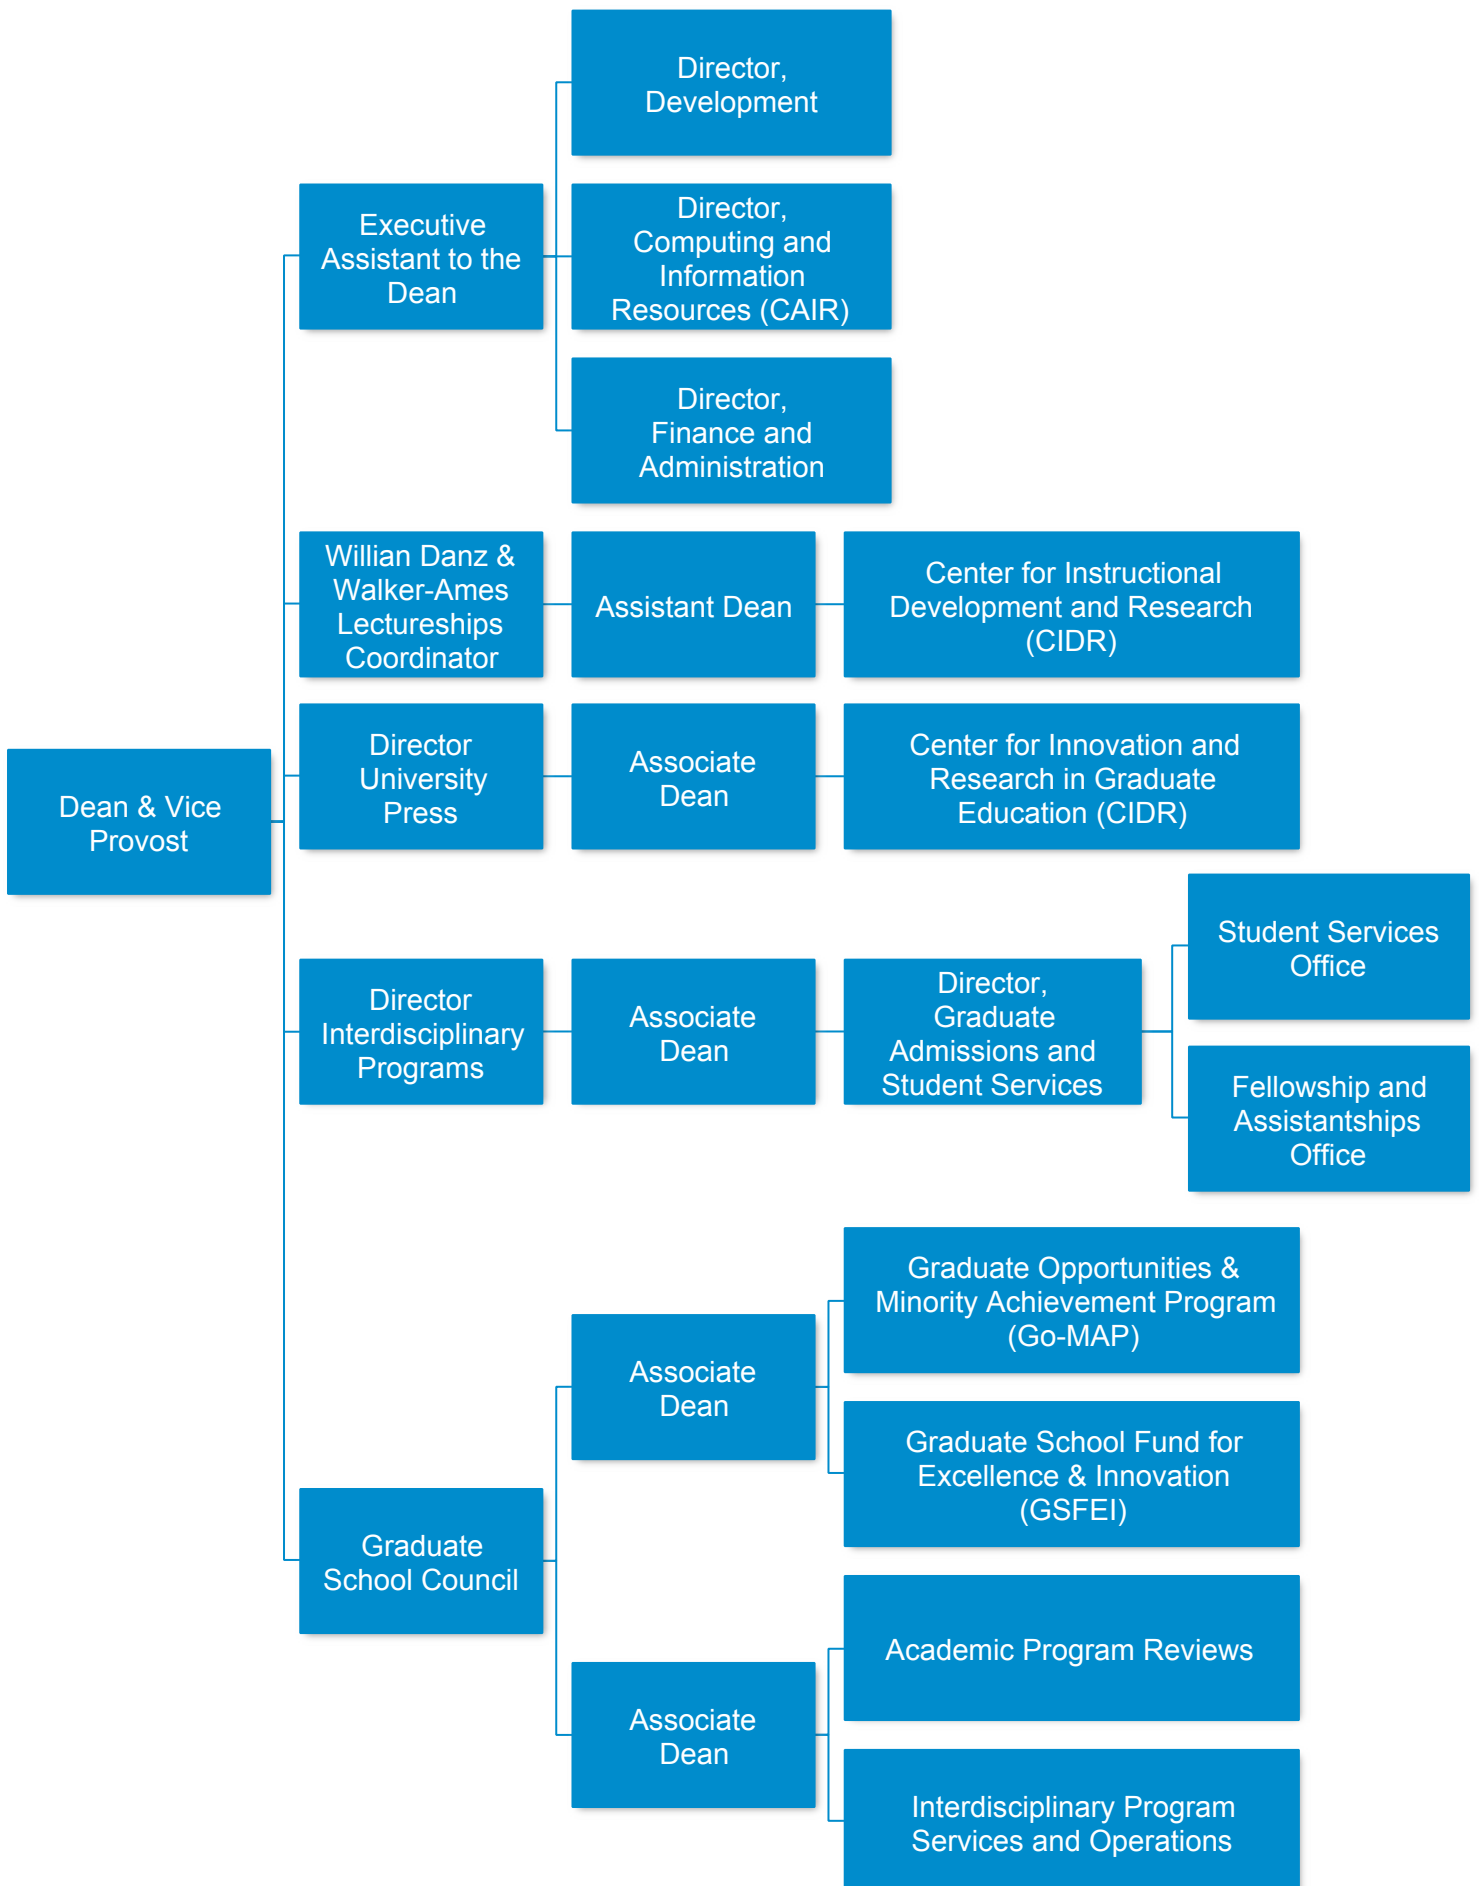 Director,
Development
Executive
Assistant to the
Dean
Director,
Computing and
Information
Resources (CAIR)
Director,
Finance and
Administration
Willian Danz &
Walker-Ames
Lectureships
Coordinator
Assistant Dean
Center for Instructional
Development and Research
(CIDR)
Dean & Vice
Provost
Director
University
Press
Associate
Dean
Center for Innovation and
Research in Graduate
Education (CIDR)
Director
Interdisciplinary
Programs
Associate
Dean
Director,
Graduate
Admissions and
Student Services
Student Services
Office
Fellowship and
Assistantships
Office
Graduate
School Council
Associate
Dean
Graduate Opportunities &
Minority Achievement Program
(Go-MAP)
Graduate School Fund for
Excellence & Innovation
(GSFEI)
Associate
Dean
Academic Program Reviews
Interdisciplinary Program
Services and Operations